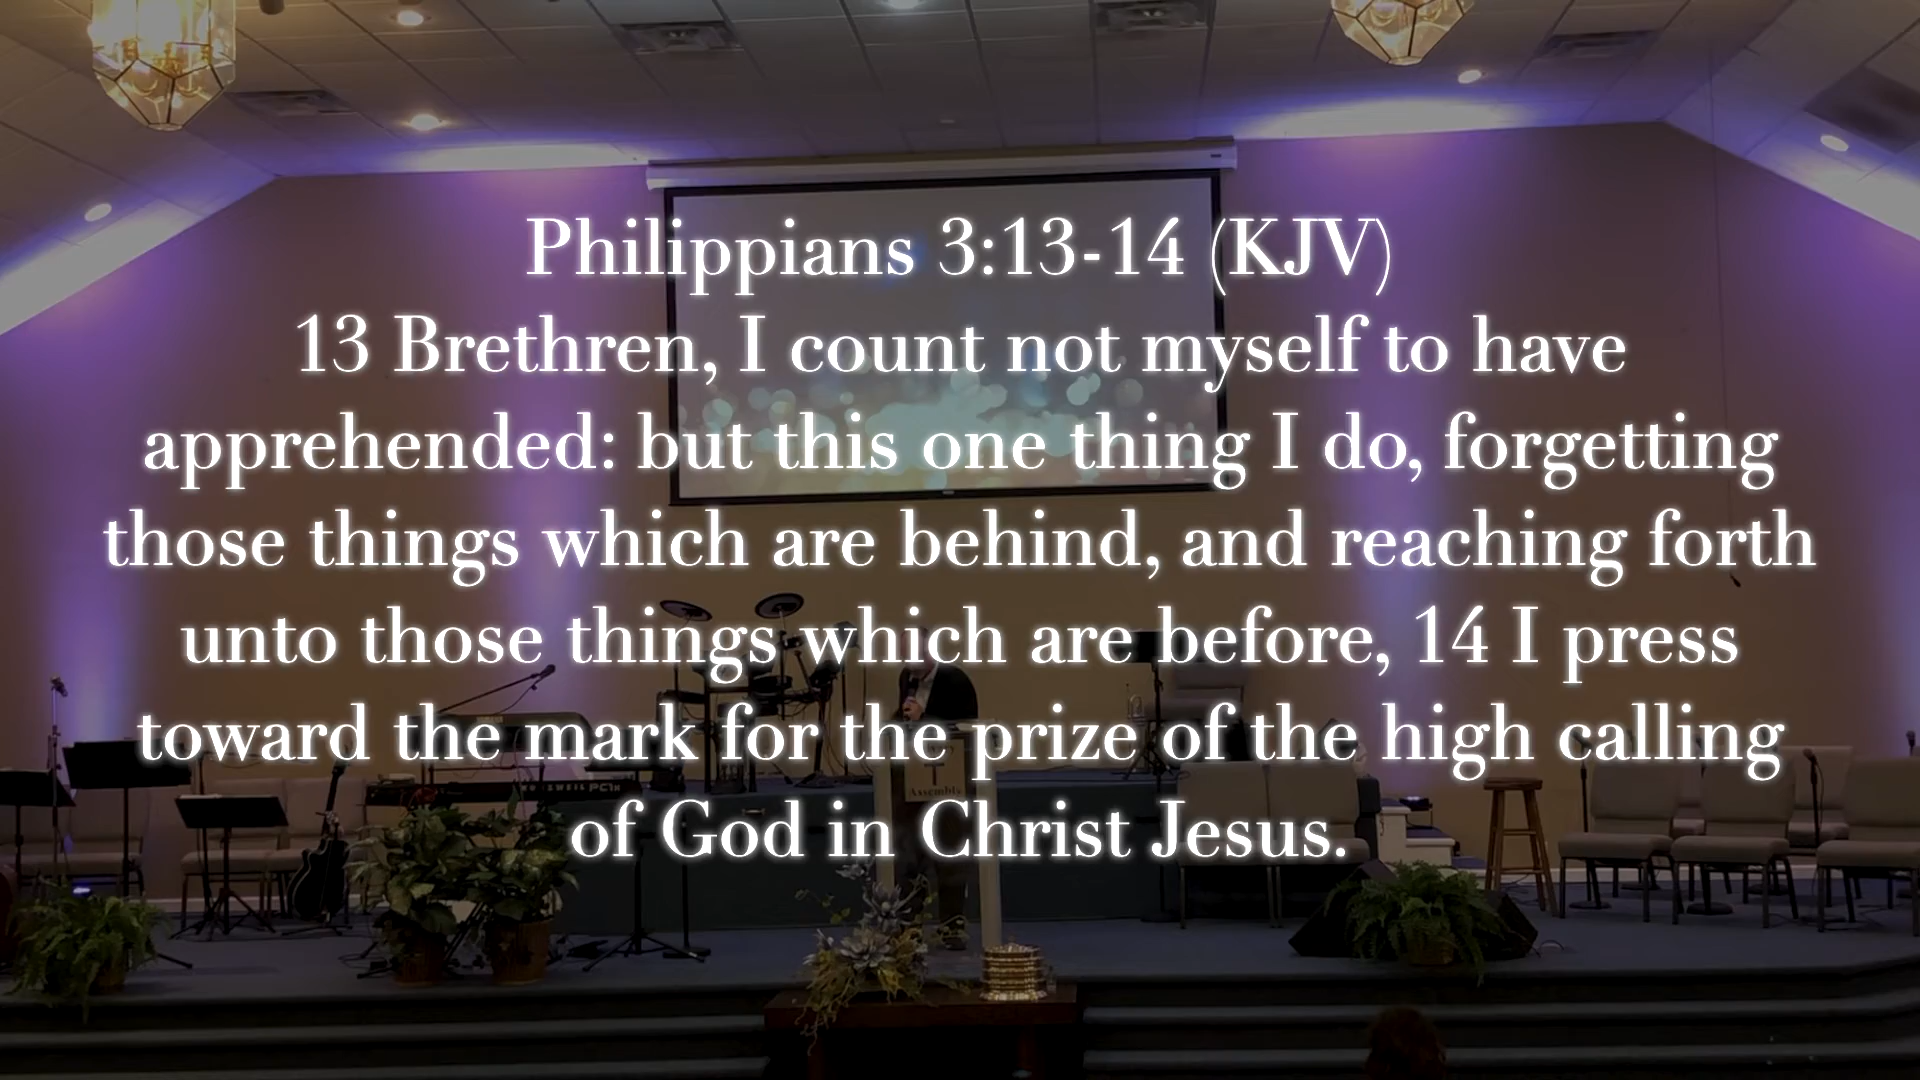 Philippians 3:13-14 (KJV)
13 Brethren, I count not myself to have
apprehended: but this one thing I do, forgetting
those things which are behind, and reaching forth
unto those things which are before, 14 I press
toward the mark for the prize of the high calling
of God in Christ Jesus.
Assembly